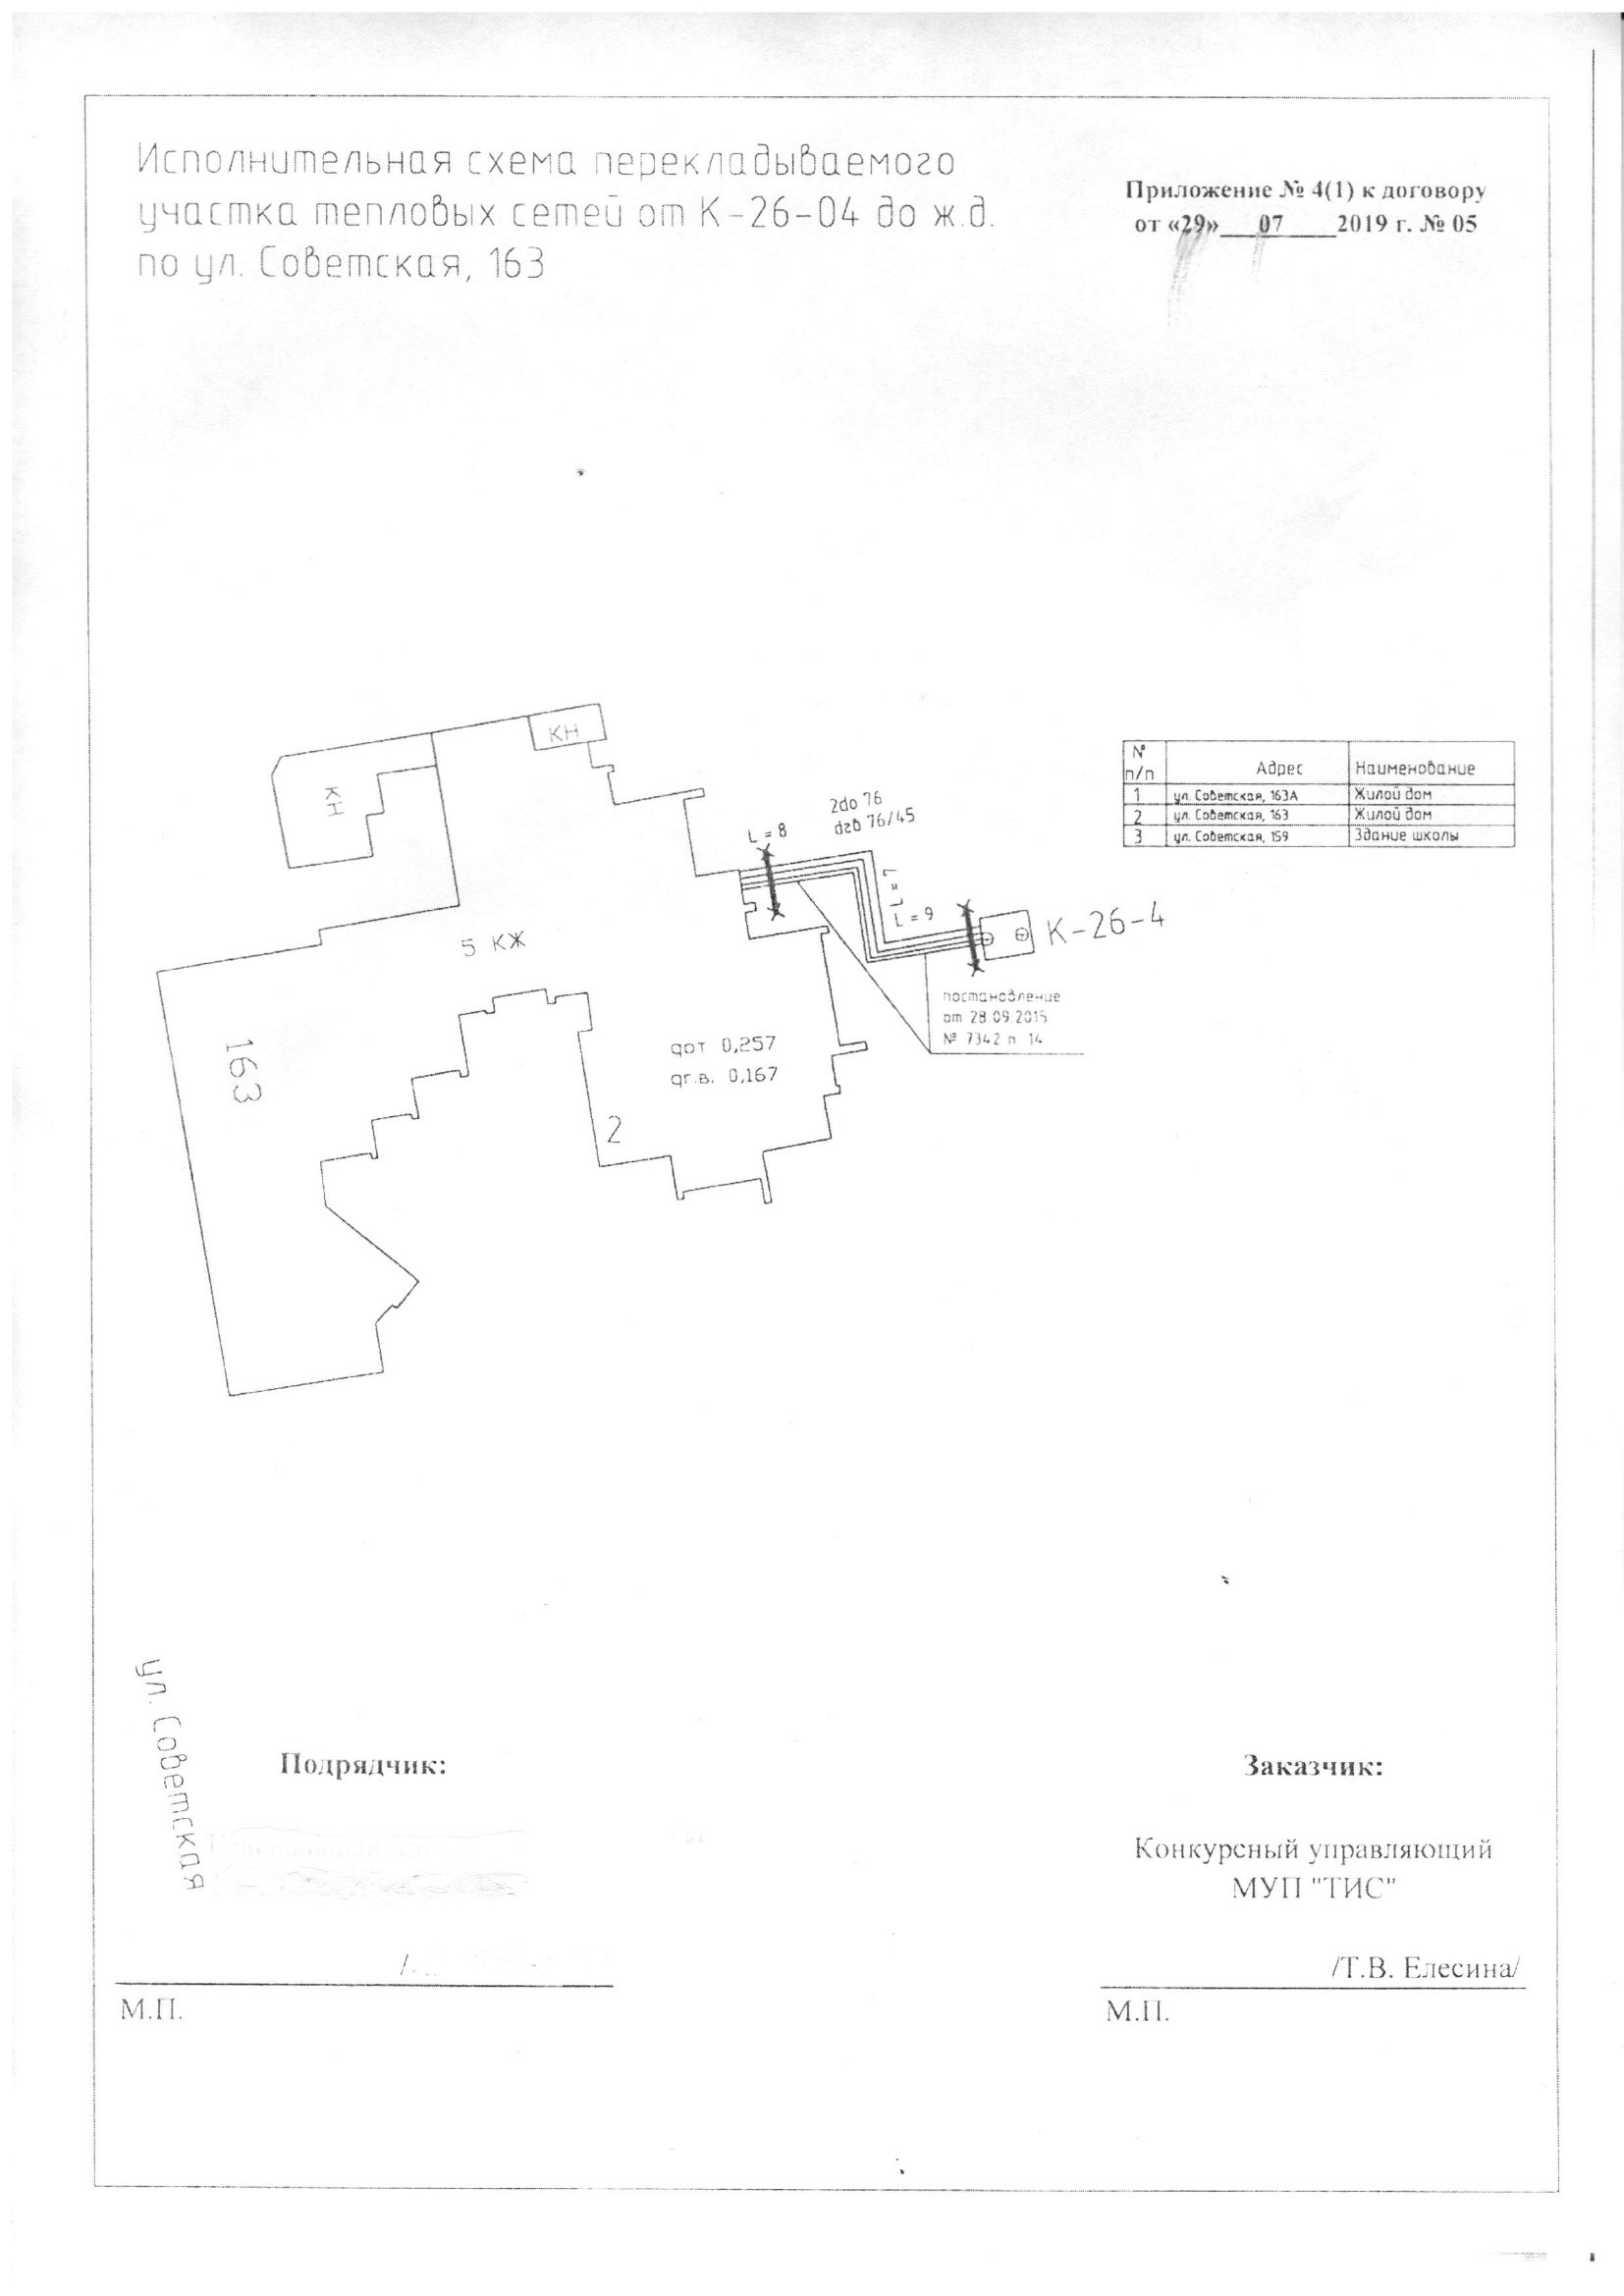 Исполнительная схема перекладываемого
участка тепловых сетей от К-26-04 до ж.д.
по ул. Советская, 163
Приложение № 4(1) к договору
от «29» 07 2019 г. № 05
КН
КН
№ п/п Адрес Наименование
1 ул. Советская, 163А Жилой дом
2 ул. Советская, 163 Жилой дом
3 ул. Советская, 159 Здание школы
2do 76
dгв 76/45
L = 8
L = 7
L = 9
К-26-4
5 КЖ
постановление
от 28.09.2015
№ 7342 п. 14
163
qот 0,257
qг.в. 0,167
2
ул. Советская
Подрядчик:
Заказчик:
Конкурсный управляющий
МУП "ТИС"
/
/Т.В. Елесина/
М.П.
М.П.